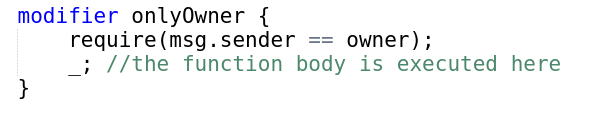 modifier onlyOwner {
    require(msg.sender == owner);
    _; //the function body is executed here
}